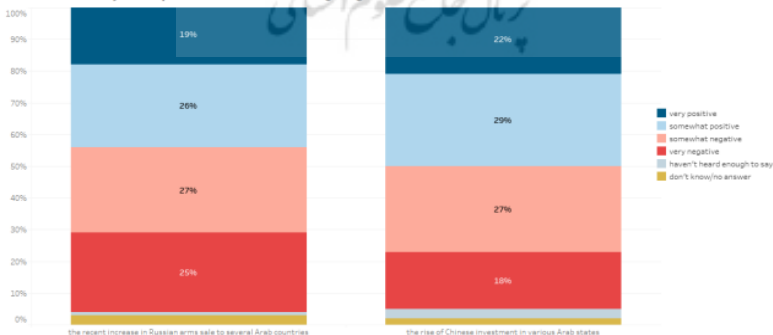 100%
90%
80%
70%
60%
50%
40%
30%
20%
10%
0%
19%
26%
27%
25%
22%
29%
27%
18%
very positive
somewhat positive
somewhat negative
very negative
haven't heard enough to say
don't know/no answer
the recent increase in Russian arms sale to several Arab countries
the rise of Chinese investment in various Arab states